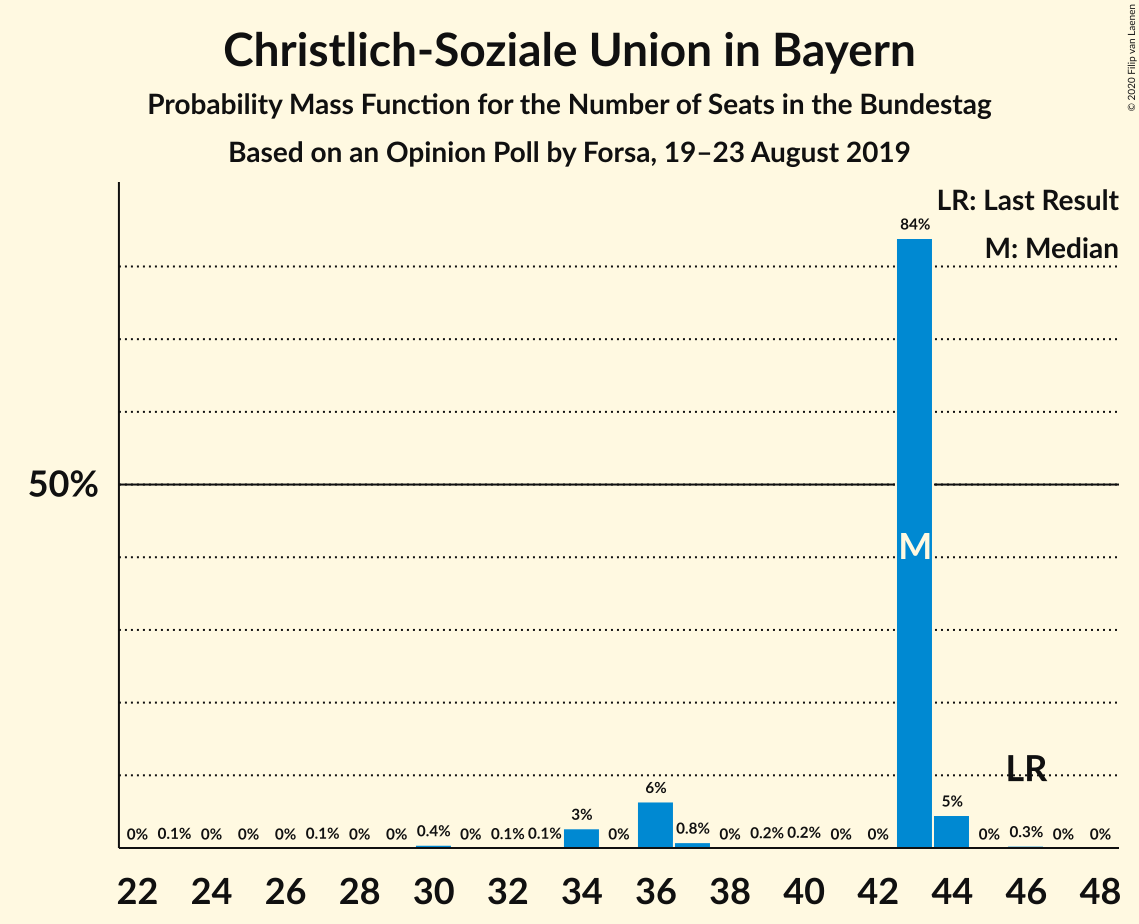 Christlich-Soziale Union in Bayern
Probability Mass Function for the Number of Seats in the Bundestag
Based on an Opinion Poll by Forsa, 19–23 August 2019
© 2020 Filip van Laenen
LR: Last Result
M: Median
84%
50%
M
LR
0% 0.1% 0% 0% 0% 0.1% 0% 0% 0.4% 0% 0.1% 0.1% 3% 0% 6% 0.8% 0% 0.2% 0.2% 0% 0% 5% 0% 0.3% 0% 0%
22 24 26 28 30 32 34 36 38 40 42 44 46 48